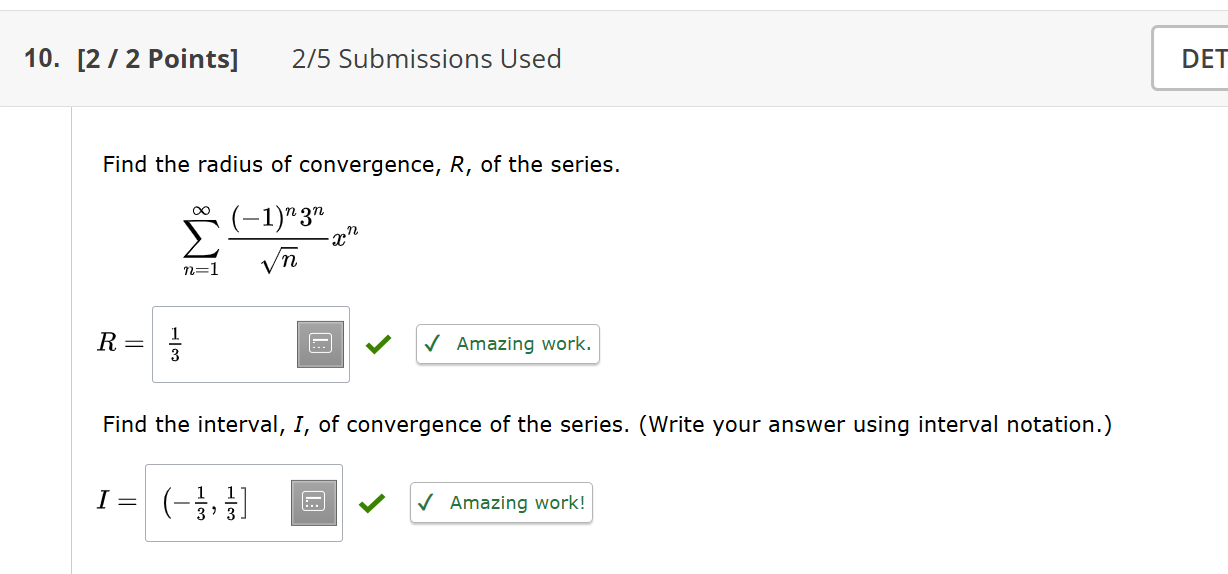 10. [2 / 2 Points] 2/5 Submissions Used DET
Find the radius of convergence, R, of the series.
∞
∑ (−1)ⁿ3ⁿ/√n xⁿ
n=1
R = 1/3 ✓ Amazing work.
Find the interval, I, of convergence of the series. (Write your answer using interval notation.)
I = (−1/3, 1/3] ✓ Amazing work!